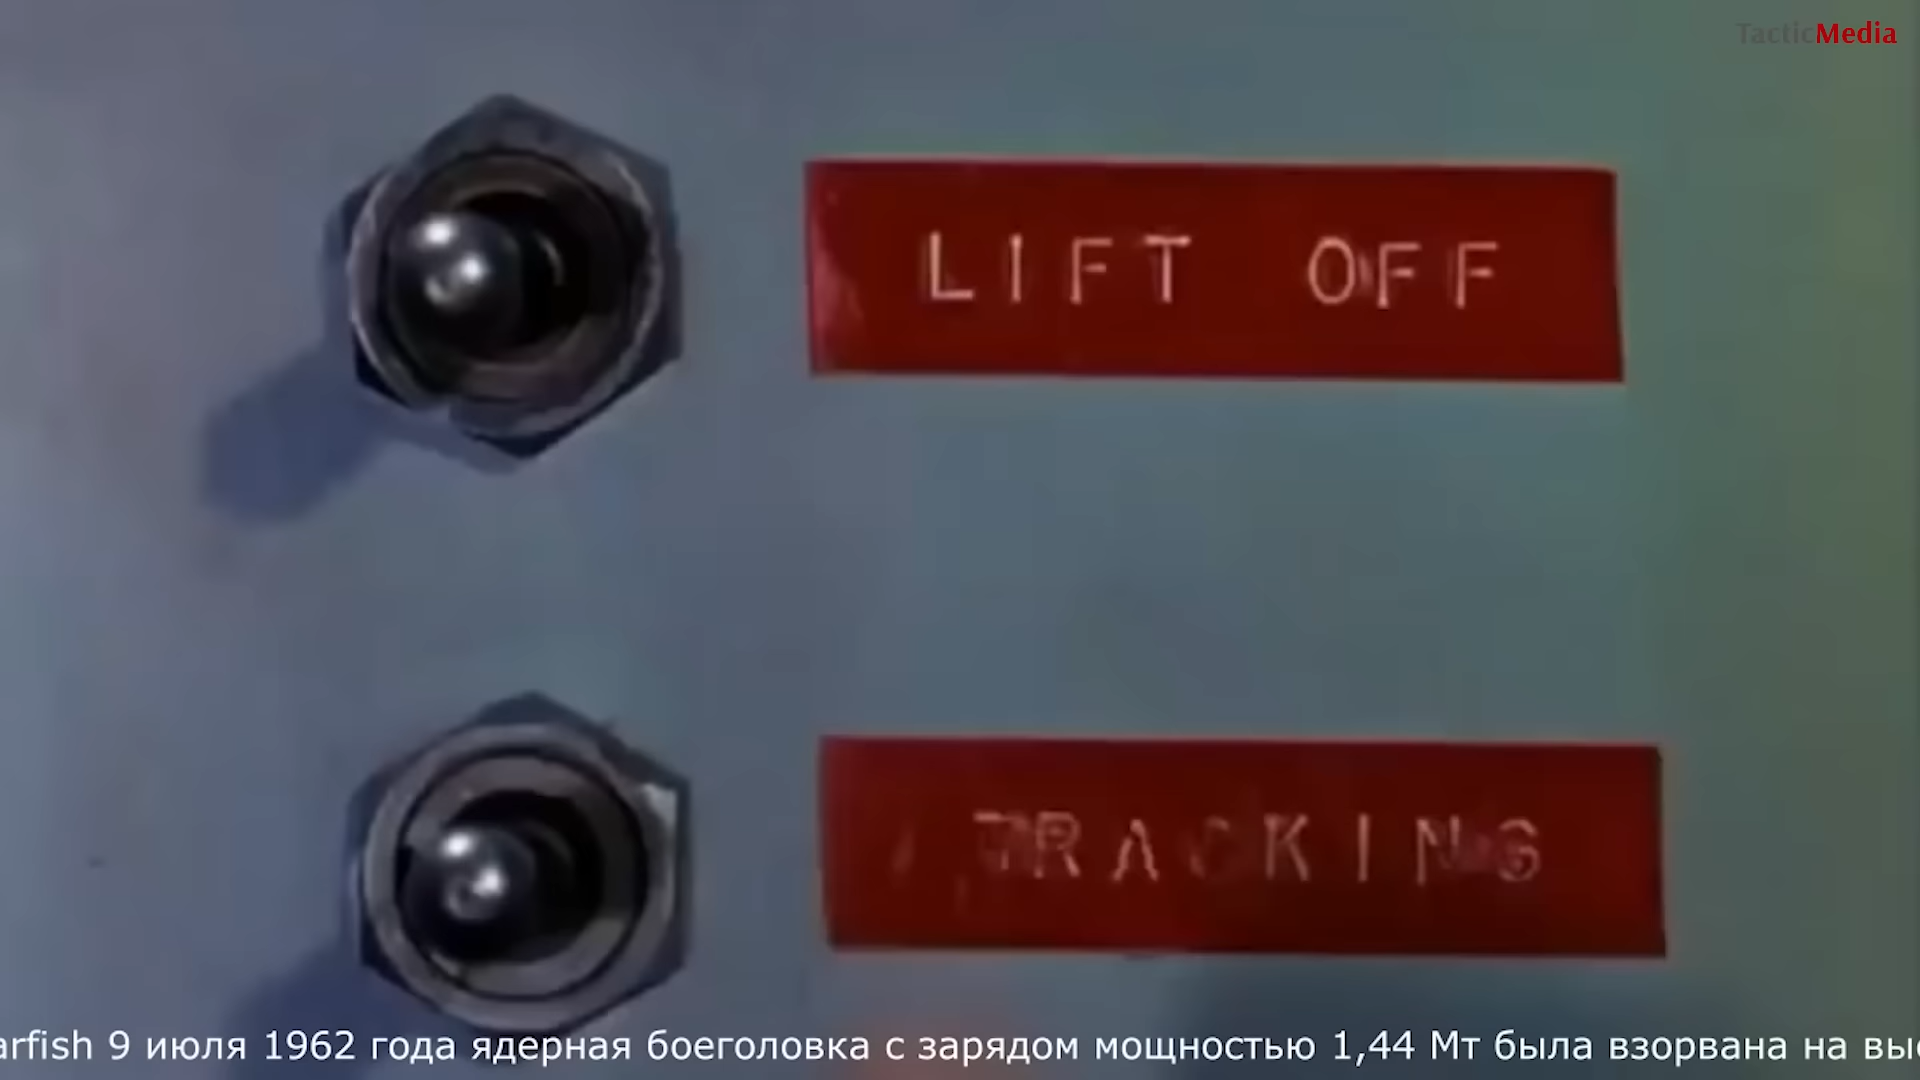 TacticMedia
LIFT OFF
TRACKING
arfish 9 июля 1962 года ядерная боеголовка с зарядом мощностью 1,44 Мт была взорвана на выс